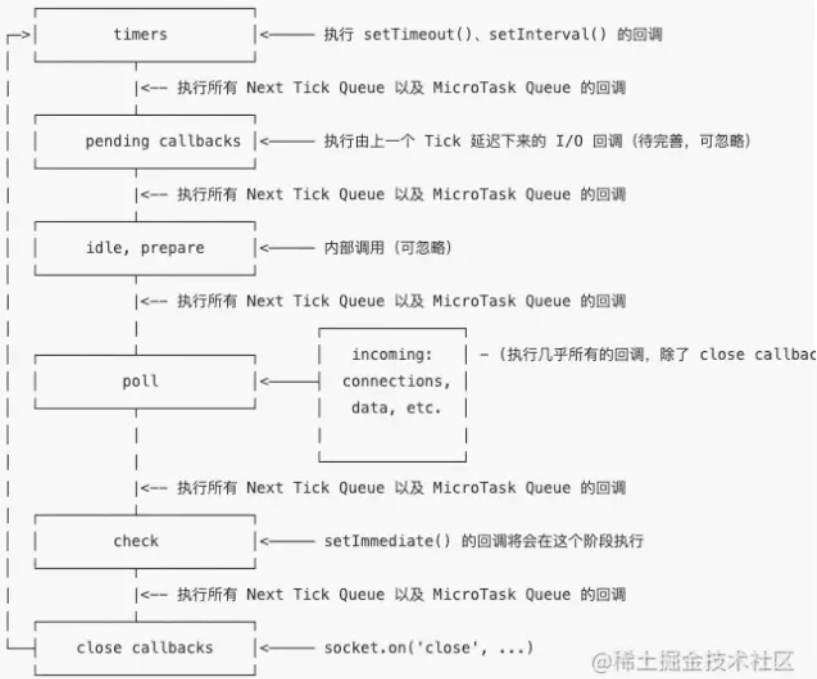 timers
执行 setTimeout()、setInterval() 的回调
执行所有 Next Tick Queue 以及 MicroTask Queue 的回调
pending callbacks
执行由上一个 Tick 延迟下来的 I/O 回调（待完善，可忽略）
执行所有 Next Tick Queue 以及 MicroTask Queue 的回调
idle, prepare
内部调用（可忽略）
执行所有 Next Tick Queue 以及 MicroTask Queue 的回调
incoming:
- (执行几乎所有的回调，除了 close callbac
poll
connections,
data, etc.
执行所有 Next Tick Queue 以及 MicroTask Queue 的回调
check
setImmediate() 的回调将会在这个阶段执行
执行所有 Next Tick Queue 以及 MicroTask Queue 的回调
close callbacks
socket.on('close', ...)
@稀土掘金技术社区